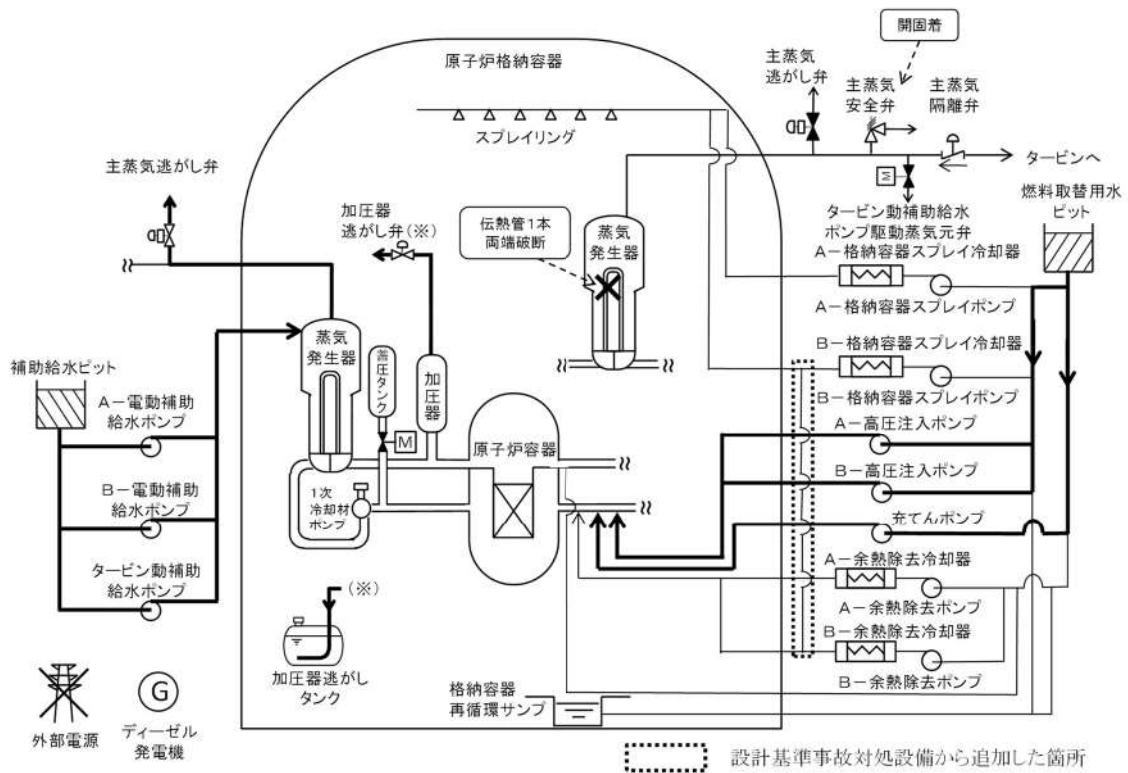 開固着
原子炉格納容器
主蒸気
逃がし弁
主蒸気
安全弁
主蒸気
隔離弁
スプレイリング
タービンへ
主蒸気逃がし弁
加圧器
逃がし弁(※)
伝熱管1本
両端破断
蒸気
発生器
M
タービン動補助給水
ポンプ駆動蒸気元弁
燃料取替用水
ピット
A-格納容器スプレイ冷却器
A-格納容器スプレイポンプ
蒸気
発生器
蓄圧タンク
加圧器
B-格納容器スプレイ冷却器
B-格納容器スプレイポンプ
補助給水ピット
A-電動補助
給水ポンプ
M
原子炉容器
A-高圧注入ポンプ
B-高圧注入ポンプ
B-電動補助
給水ポンプ
1次
冷却材
ポンプ
充てんポンプ
タービン動補助
給水ポンプ
A-余熱除去冷却器
A-余熱除去ポンプ
(※)
B-余熱除去冷却器
B-余熱除去ポンプ
加圧器逃がし
タンク
格納容器
再循環サンプ
G
外部電源
ディーゼル
発電機
設計基準事故対処設備から追加した箇所